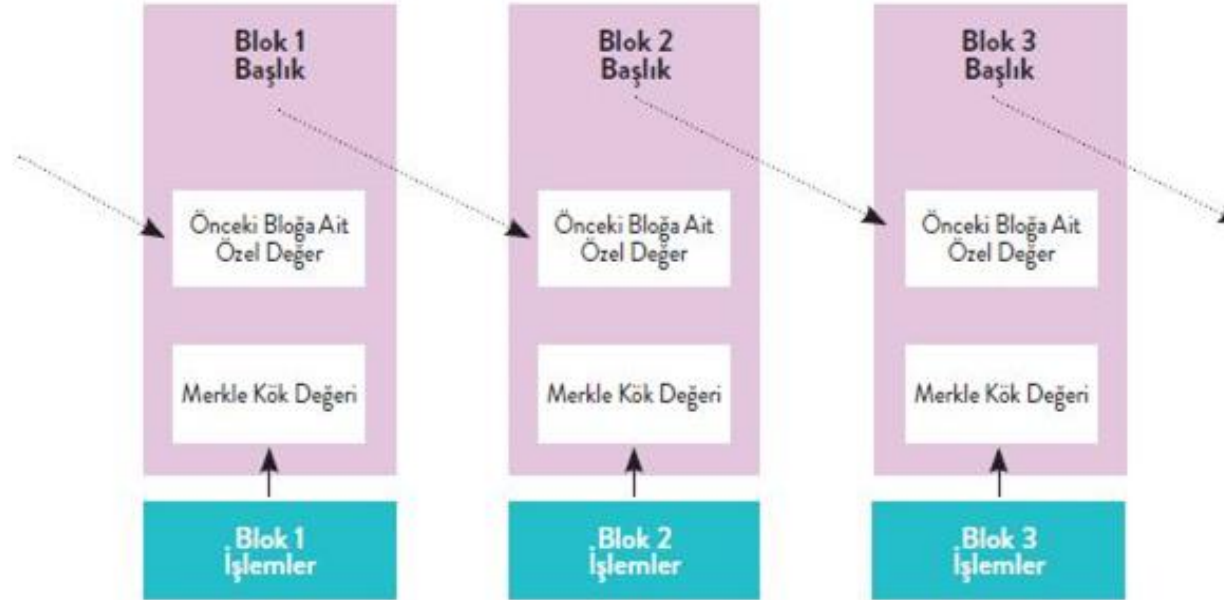 Blok 1
Başlık
Önceki Bloğa Ait
Özel Değer
Merkle Kök Değeri
Blok 1
İşlemler
Blok 2
Başlık
Önceki Bloğa Ait
Özel Değer
Merkle Kök Değeri
Blok 2
İşlemler
Blok 3
Başlık
Önceki Bloğa Ait
Özel Değer
Merkle Kök Değeri
Blok 3
İşlemler